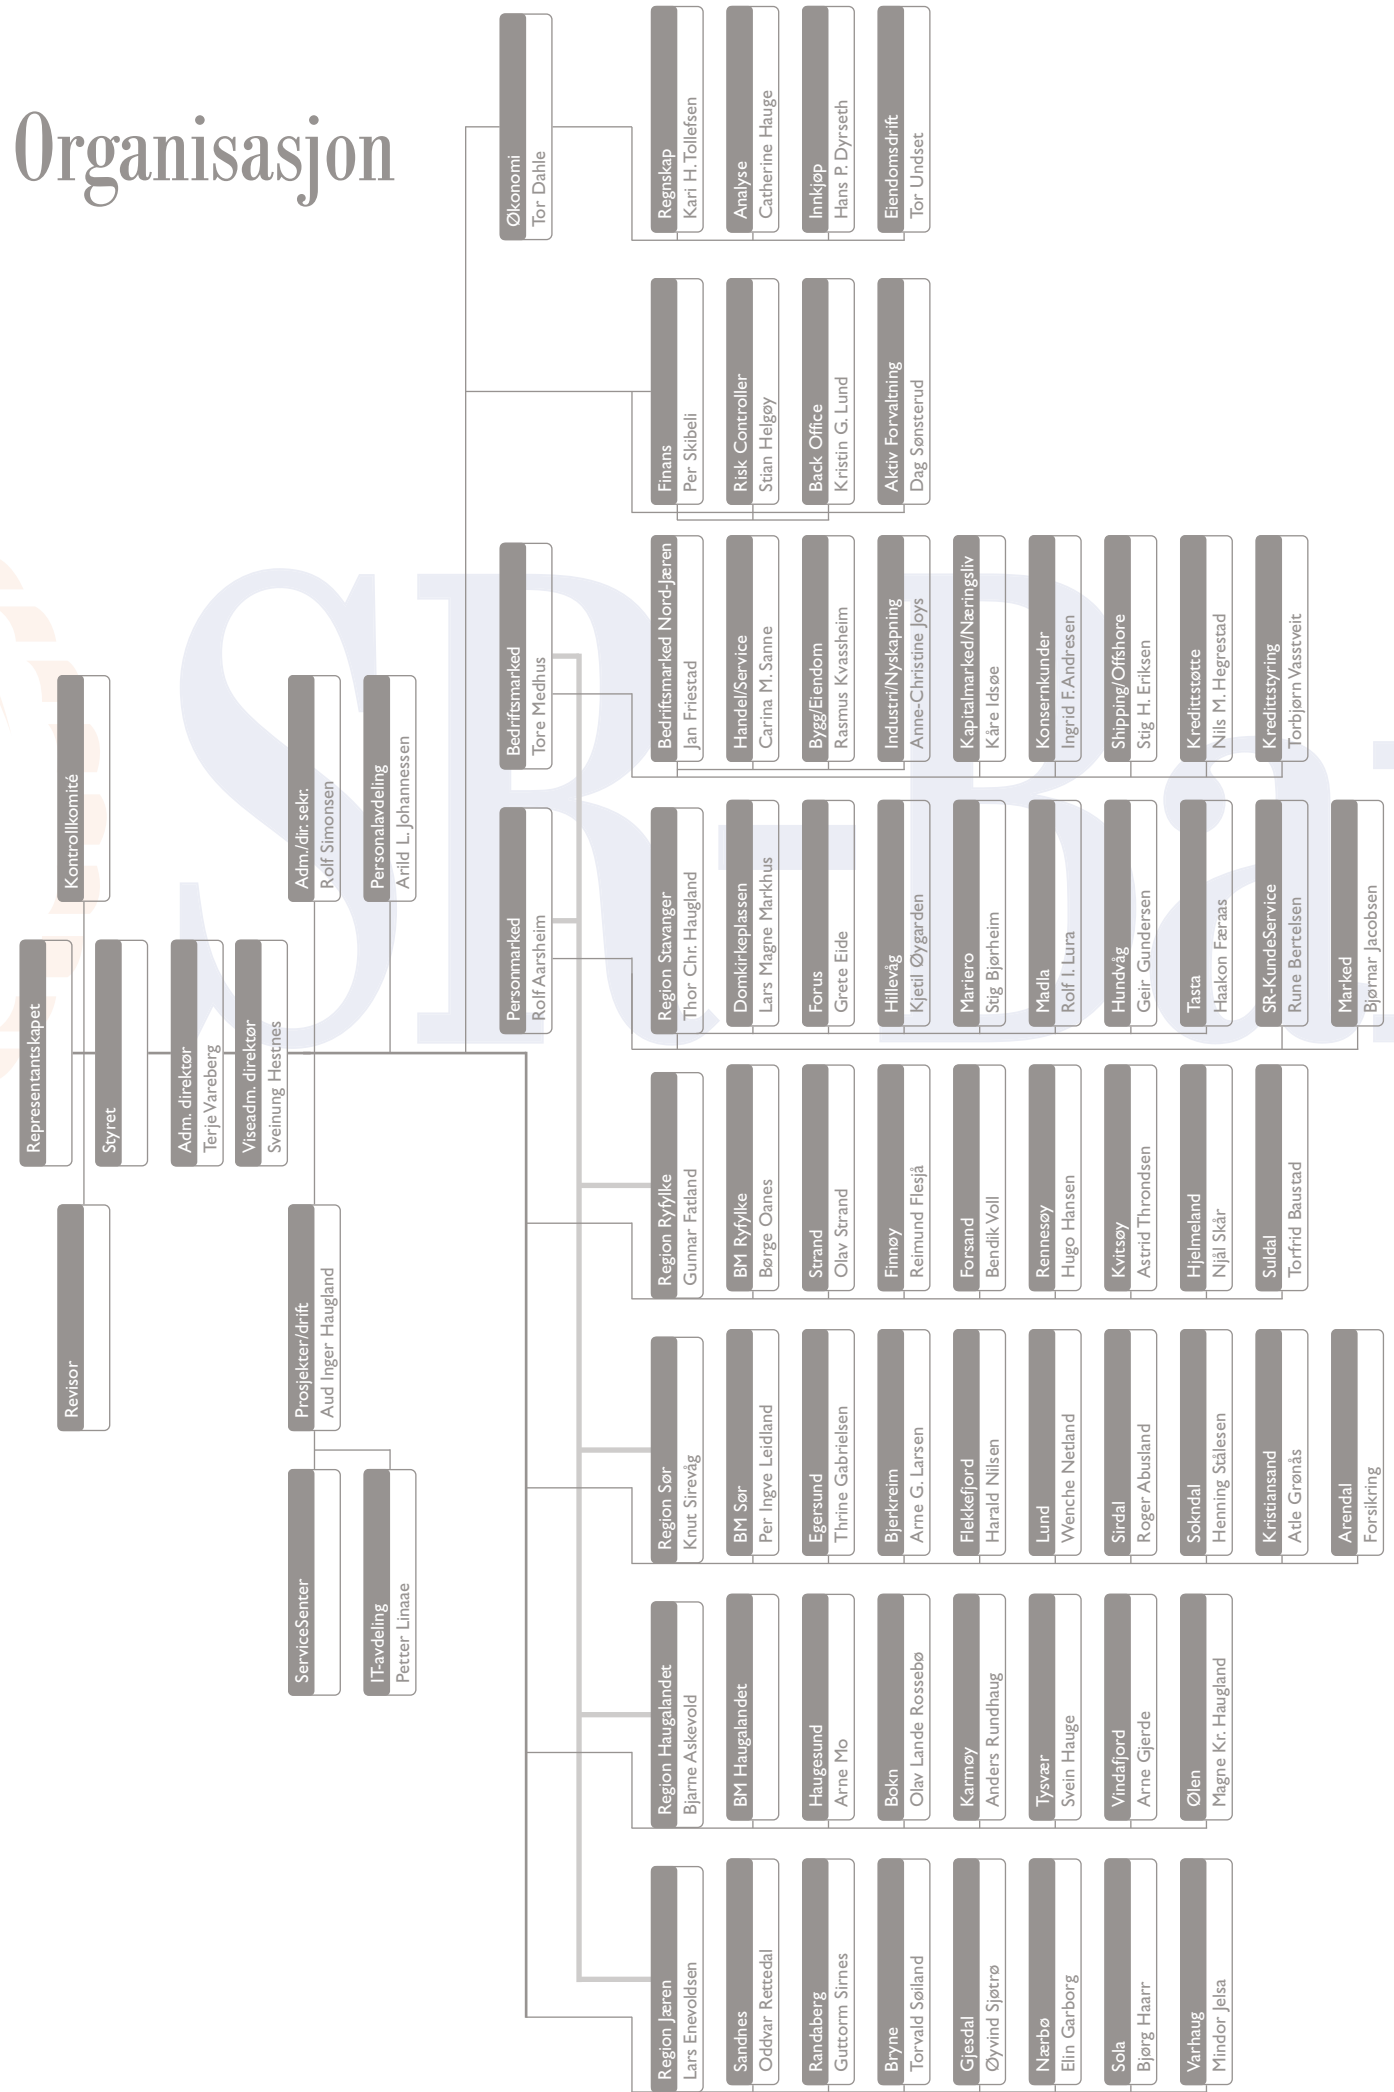 Organisasjon
Representantskapet
Revisor
Kontrollkomité
Styret
Adm. direktør
Terje Vareberg
Viseadm. direktør
Sveinung Hestnes
ServiceSenter
Prosjekter/drift
Aud Inger Haugland
Adm./dir. sekr.
Rolf Simonsen
IT-avdeling
Petter Linaae
Personalavdeling
Arild L. Johannessen
Personmarked
Rolf Aarsheim
Bedriftsmarked
Tore Medhus
Økonomi
Tor Dahle
Region Jæren
Lars Enevoldsen
Sandnes
Oddvar Rettedal
Randaberg
Guttorm Sirnes
Bryne
Torvald Søiland
Gjesdal
Øyvind Sjøtrø
Nærbø
Elin Garborg
Sola
Bjørg Haarr
Varhaug
Mindor Jelsa
Region Haugalandet
Bjarne Askevold
BM Haugalandet
Haugesund
Arne Mo
Bokn
Olav Lande Rossebø
Karmøy
Anders Rundhaug
Tysvær
Svein Hauge
Vindafjord
Arne Gjerde
Ølen
Magne Kr. Haugland
Region Sør
Knut Sirevåg
BM Sør
Per Ingve Leidland
Egersund
Thrine Gabrielsen
Bjerkreim
Arne G. Larsen
Flekkefjord
Harald Nilsen
Lund
Wenche Netland
Sirdal
Roger Abusland
Sokndal
Henning Stålesen
Kristiansand
Atle Grønås
Arendal
Forsikring
Region Ryfylke
Gunnar Fatland
BM Ryfylke
Børge Oanes
Strand
Olav Strand
Finnøy
Reimund Flesjå
Forsand
Bendik Voll
Rennesøy
Hugo Hansen
Kvitsøy
Astrid Throndsen
Hjelmeland
Njål Skår
Suldal
Torfrid Baustad
Region Stavanger
Thor Chr. Haugland
Domkirkeplassen
Lars Magne Markhus
Forus
Grete Eide
Hillevåg
Kjetil Øygarden
Mariero
Stig Bjørheim
Madla
Rolf I. Lura
Hundvåg
Geir Gundersen
Tasta
Haakon Færaas
SR-KundeService
Rune Bertelsen
Marked
Bjørnar Jacobsen
Bedriftsmarked Nord-Jæren
Jan Friestad
Handel/Service
Carina M. Sanne
Bygg/Eiendom
Rasmus Kvassheim
Industri/Nyskapning
Anne-Christine Joys
Kapitalmarked/Næringsliv
Kåre Idsøe
Konsernkunder
Ingrid F. Andresen
Shipping/Offshore
Stig H. Eriksen
Kredittstøtte
Nils M. Hegrestad
Kredittstyring
Torbjørn Vasstveit
Finans
Per Skibeli
Risk Controller
Stian Helgøy
Back Office
Kristin G. Lund
Aktiv Forvaltning
Dag Sønsterud
Regnskap
Kari H. Tollefsen
Analyse
Catherine Hauge
Innkjøp
Hans P. Dyrseth
Eiendomsdrift
Tor Undset
SR-Ba